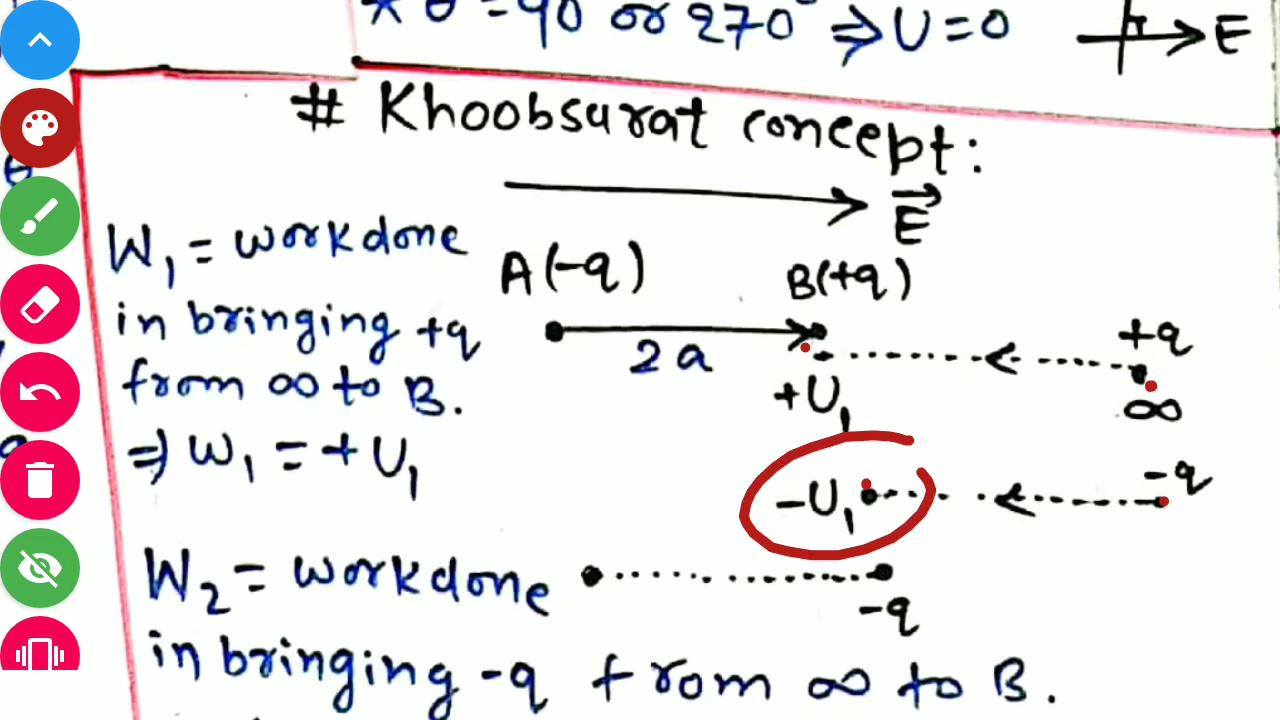 * θ = 90 or 270° ⇒ U = 0
E
# Khoobsurat concept:
E
W₁ = workdone
in bringing +q
from ∞ to B.
⇒ W₁ = +U₁
A(-q)
B(+q)
2a
+q
∞
+U₁
-U₁
-q
-q
W₂ = workdone
in bringing -q from ∞ to B.